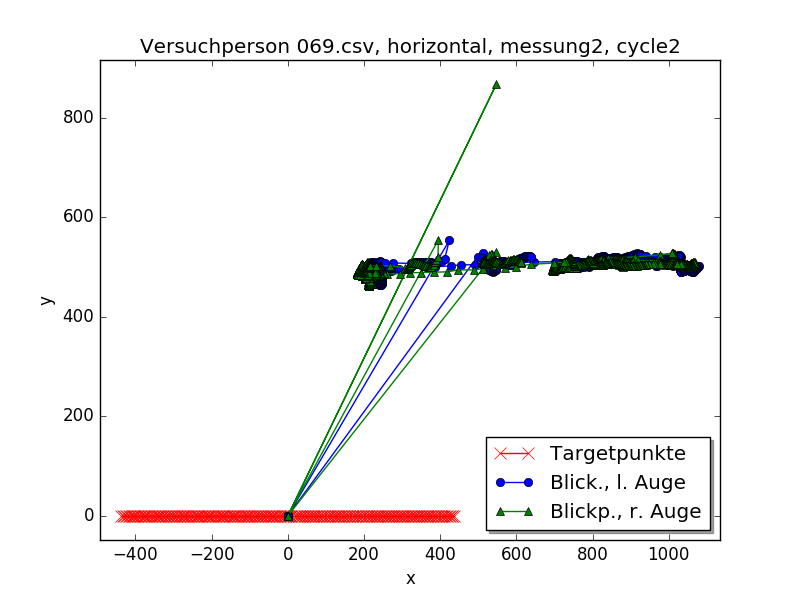 Versuchperson 069.csv, horizontal, messung2, cycle2
y
800
600
400
200
0
−400
−200
0
200
400
600
800
1000
x
Targetpunkte
Blick., l. Auge
Blickp., r. Auge